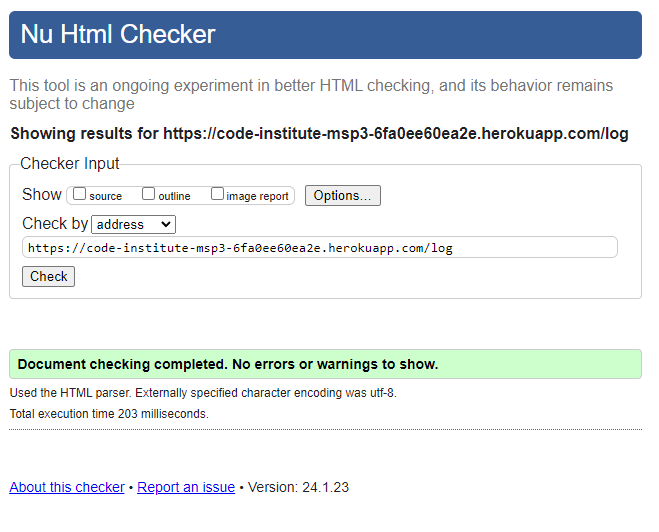 Nu Html Checker
This tool is an ongoing experiment in better HTML checking, and its behavior remains
subject to change
Showing results for https://code-institute-msp3-6fa0ee60ea2e.herokuapp.com/log
Checker Input
Show source outline image report Options...
Check by address
https://code-institute-msp3-6fa0ee60ea2e.herokuapp.com/log
Check
Document checking completed. No errors or warnings to show.
Used the HTML parser. Externally specified character encoding was utf-8.
Total execution time 203 milliseconds.
About this checker • Report an issue • Version: 24.1.23